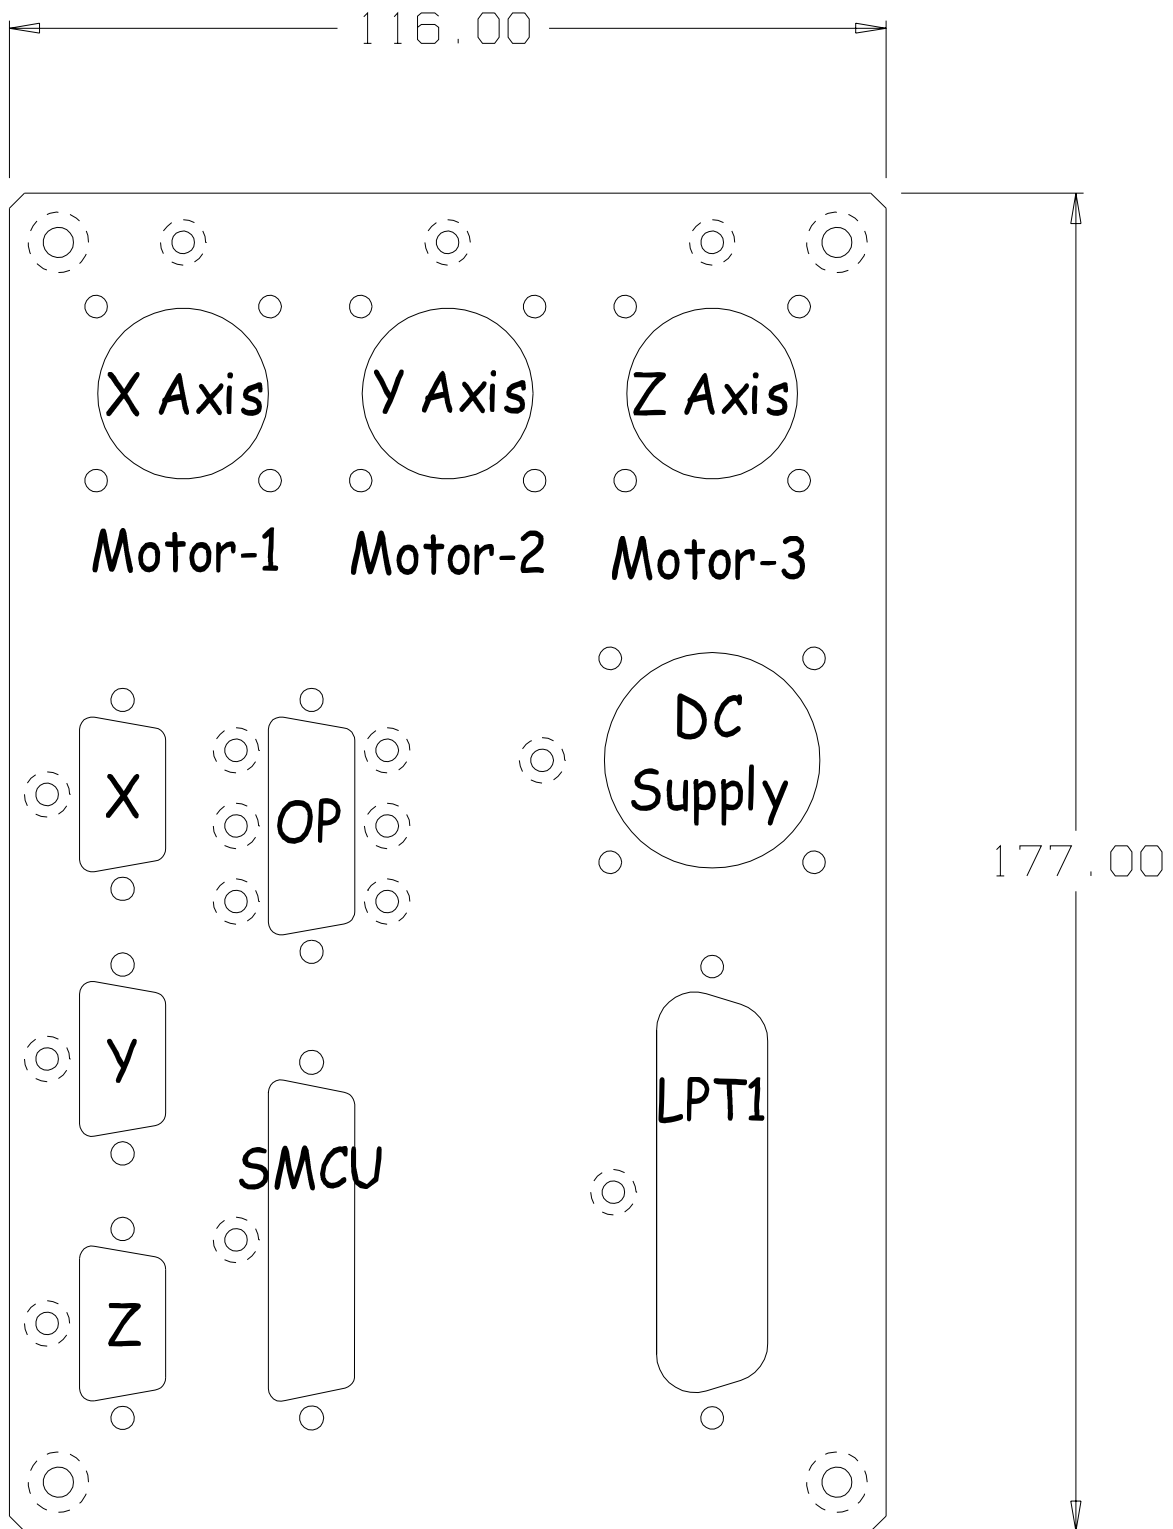 116.00
X Axis
Y Axis
Z Axis
Motor-1
Motor-2
Motor-3
DC
Supply
X
OP
177.00
Y
LPT1
SMCU
Z